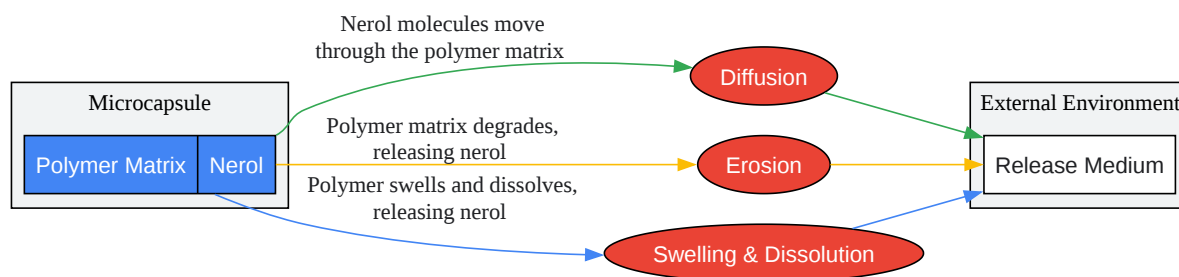 Nerol molecules move
through the polymer matrix
Diffusion
Microcapsule
External Environment
Polymer matrix degrades,
releasing nerol
Polymer Matrix
Nerol
Erosion
Release Medium
Polymer swells and dissolves,
releasing nerol
Swelling & Dissolution